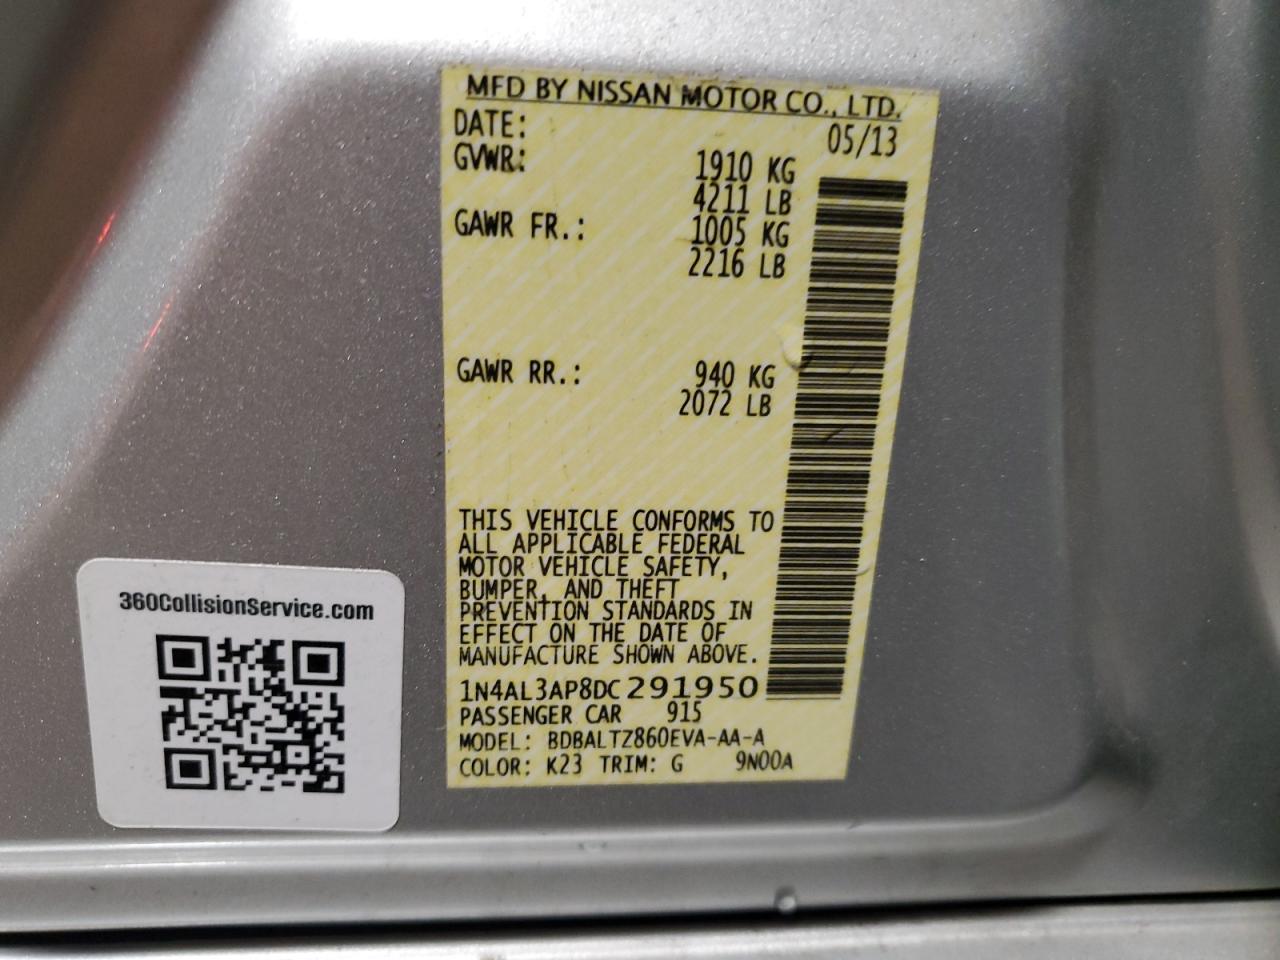 MFD BY NISSAN MOTOR CO., LTD.
DATE: 05/13
GVWR: 1910 KG
4211 LB
GAWR FR.: 1005 KG
2216 LB
GAWR RR.: 940 KG
2072 LB
THIS VEHICLE CONFORMS TO
ALL APPLICABLE FEDERAL
MOTOR VEHICLE SAFETY,
BUMPER, AND THEFT
PREVENTION STANDARDS IN
EFFECT ON THE DATE OF
MANUFACTURE SHOWN ABOVE.
1N4AL3AP8DC291950
PASSENGER CAR 915
MODEL: BDBALTZ860EVA-AA-A
COLOR: K23 TRIM: G 9N00A
360CollisionService.com